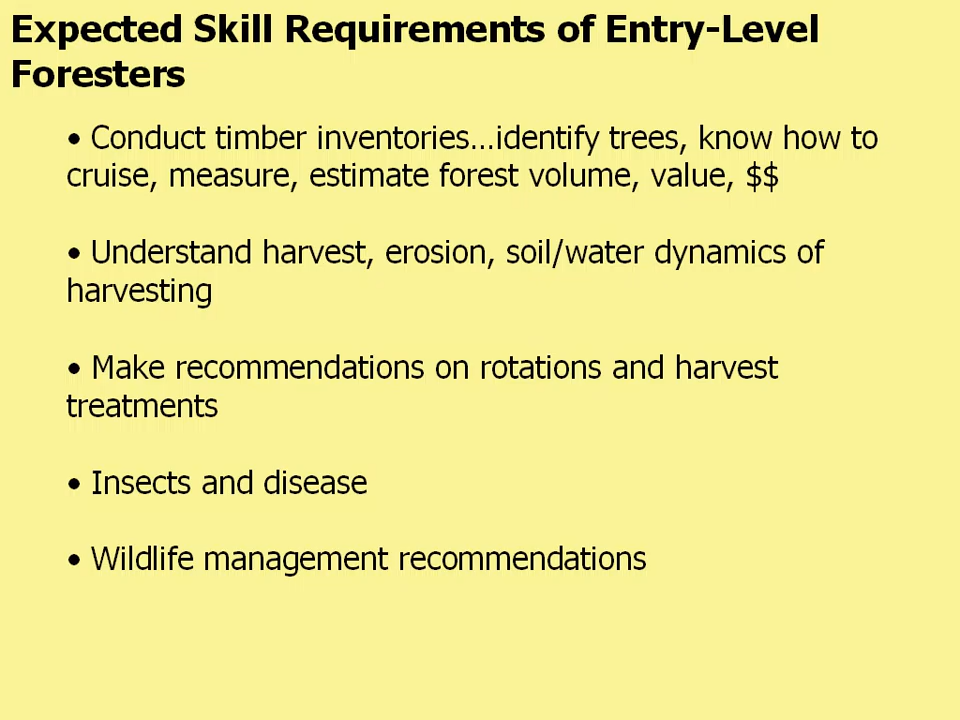 Expected Skill Requirements of Entry-Level
Foresters
• Conduct timber inventories…identify trees, know how to
cruise, measure, estimate forest volume, value, $$
• Understand harvest, erosion, soil/water dynamics of
harvesting
• Make recommendations on rotations and harvest
treatments
• Insects and disease
• Wildlife management recommendations